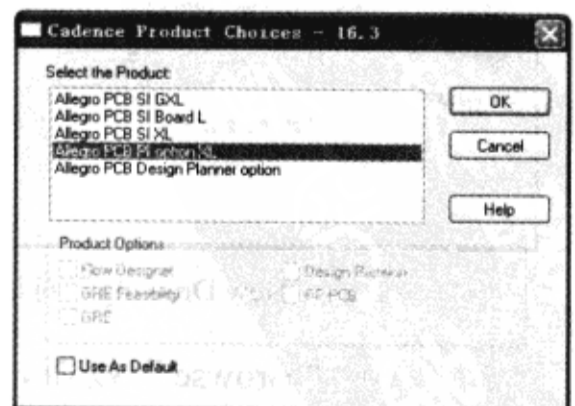 Cadence Product Choices - 16.3
Select the Product:
Allegro PCB SI GXL
Allegro PCB SI Board L
Allegro PCB SI XL
Allegro PCB PI option XL
Allegro PCB Design Planner option
OK
Cancel
Help
Product Options
Flow Designer
Design Planner
GRE Feasibility
RF PCB
GRE
Use As Default